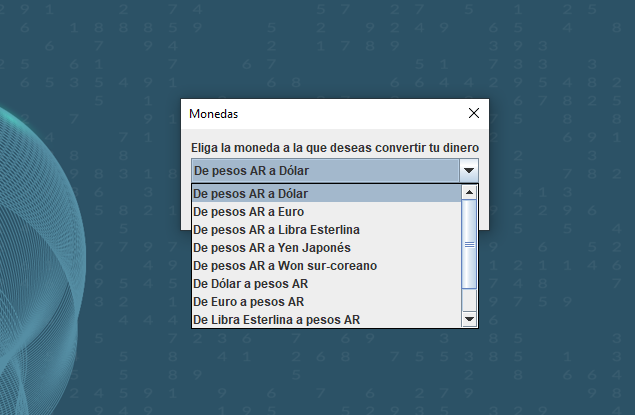 Monedas
Eliga la moneda a la que deseas convertir tu dinero
De pesos AR a Dólar
De pesos AR a Dólar
De pesos AR a Euro
De pesos AR a Libra Esterlina
De pesos AR a Yen Japonés
De pesos AR a Won sur-coreano
De Dólar a pesos AR
De Euro a pesos AR
De Libra Esterlina a pesos AR